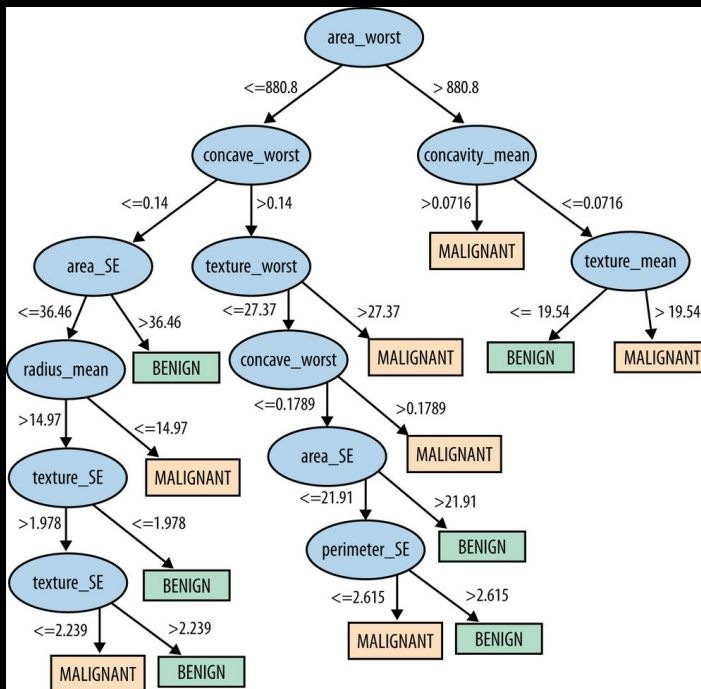 area_worst
<=880.8 > 880.8
concave_worst concavity_mean
<=0.14 >0.14 >0.0716 <=0.0716
MALIGNANT
area_SE texture_worst texture_mean
<=36.46 >36.46 <=27.37 >27.37 <= 19.54 > 19.54
radius_mean BENIGN concave_worst MALIGNANT BENIGN MALIGNANT
>14.97 <=14.97 <=0.1789 >0.1789
texture_SE MALIGNANT area_SE MALIGNANT
>1.978 <=1.978 <=21.91 >21.91
texture_SE BENIGN perimeter_SE BENIGN
<=2.239 >2.239 <=2.615 >2.615
MALIGNANT BENIGN MALIGNANT BENIGN